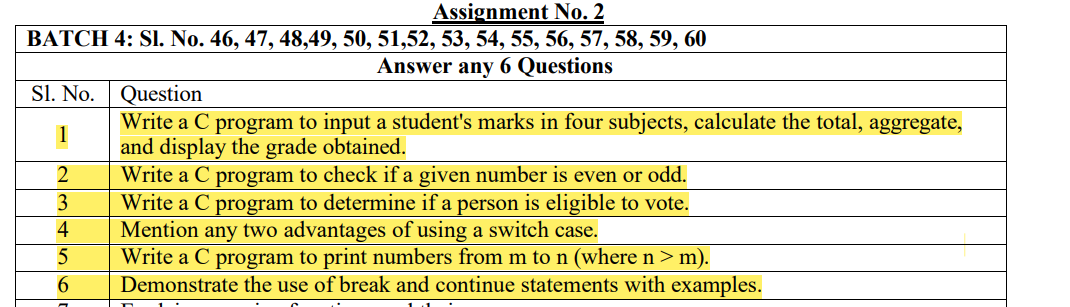 Assignment No. 2
BATCH 4: Sl. No. 46, 47, 48,49, 50, 51,52, 53, 54, 55, 56, 57, 58, 59, 60
Answer any 6 Questions
Sl. No. Question
1 Write a C program to input a student's marks in four subjects, calculate the total, aggregate,
and display the grade obtained.
2 Write a C program to check if a given number is even or odd.
3 Write a C program to determine if a person is eligible to vote.
4 Mention any two advantages of using a switch case.
5 Write a C program to print numbers from m to n (where n > m).
6 Demonstrate the use of break and continue statements with examples.